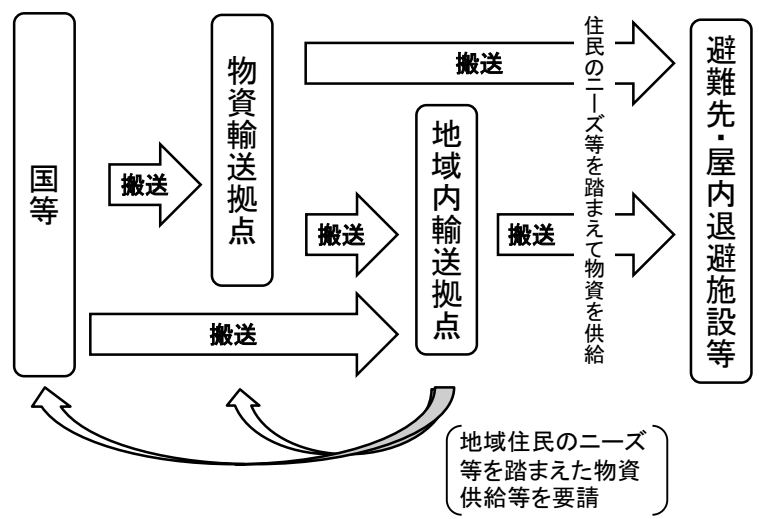 国等
搬送
物資輸送拠点
搬送
搬送
搬送
地域内輸送拠点
搬送
住民のニーズ等を踏まえて物資を供給
避難先・屋内退避施設等
地域住民のニーズ
等を踏まえた物資
供給等を要請